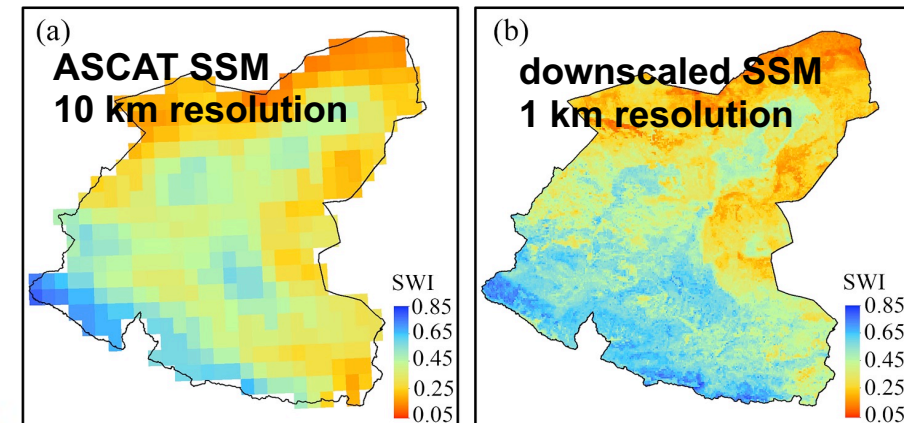 (a)
ASCAT SSM
10 km resolution
SWI
0.85
0.65
0.45
0.25
0.05
(b)
downscaled SSM
1 km resolution
SWI
0.85
0.65
0.45
0.25
0.05